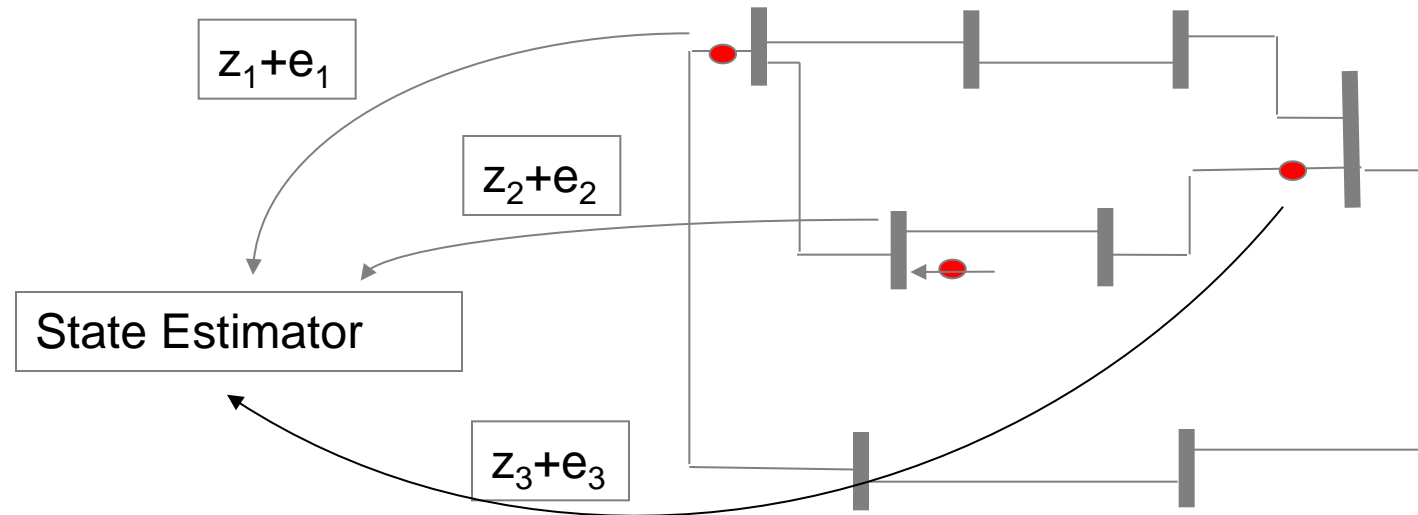 z₁+e₁
z₂+e₂
State Estimator
z₃+e₃